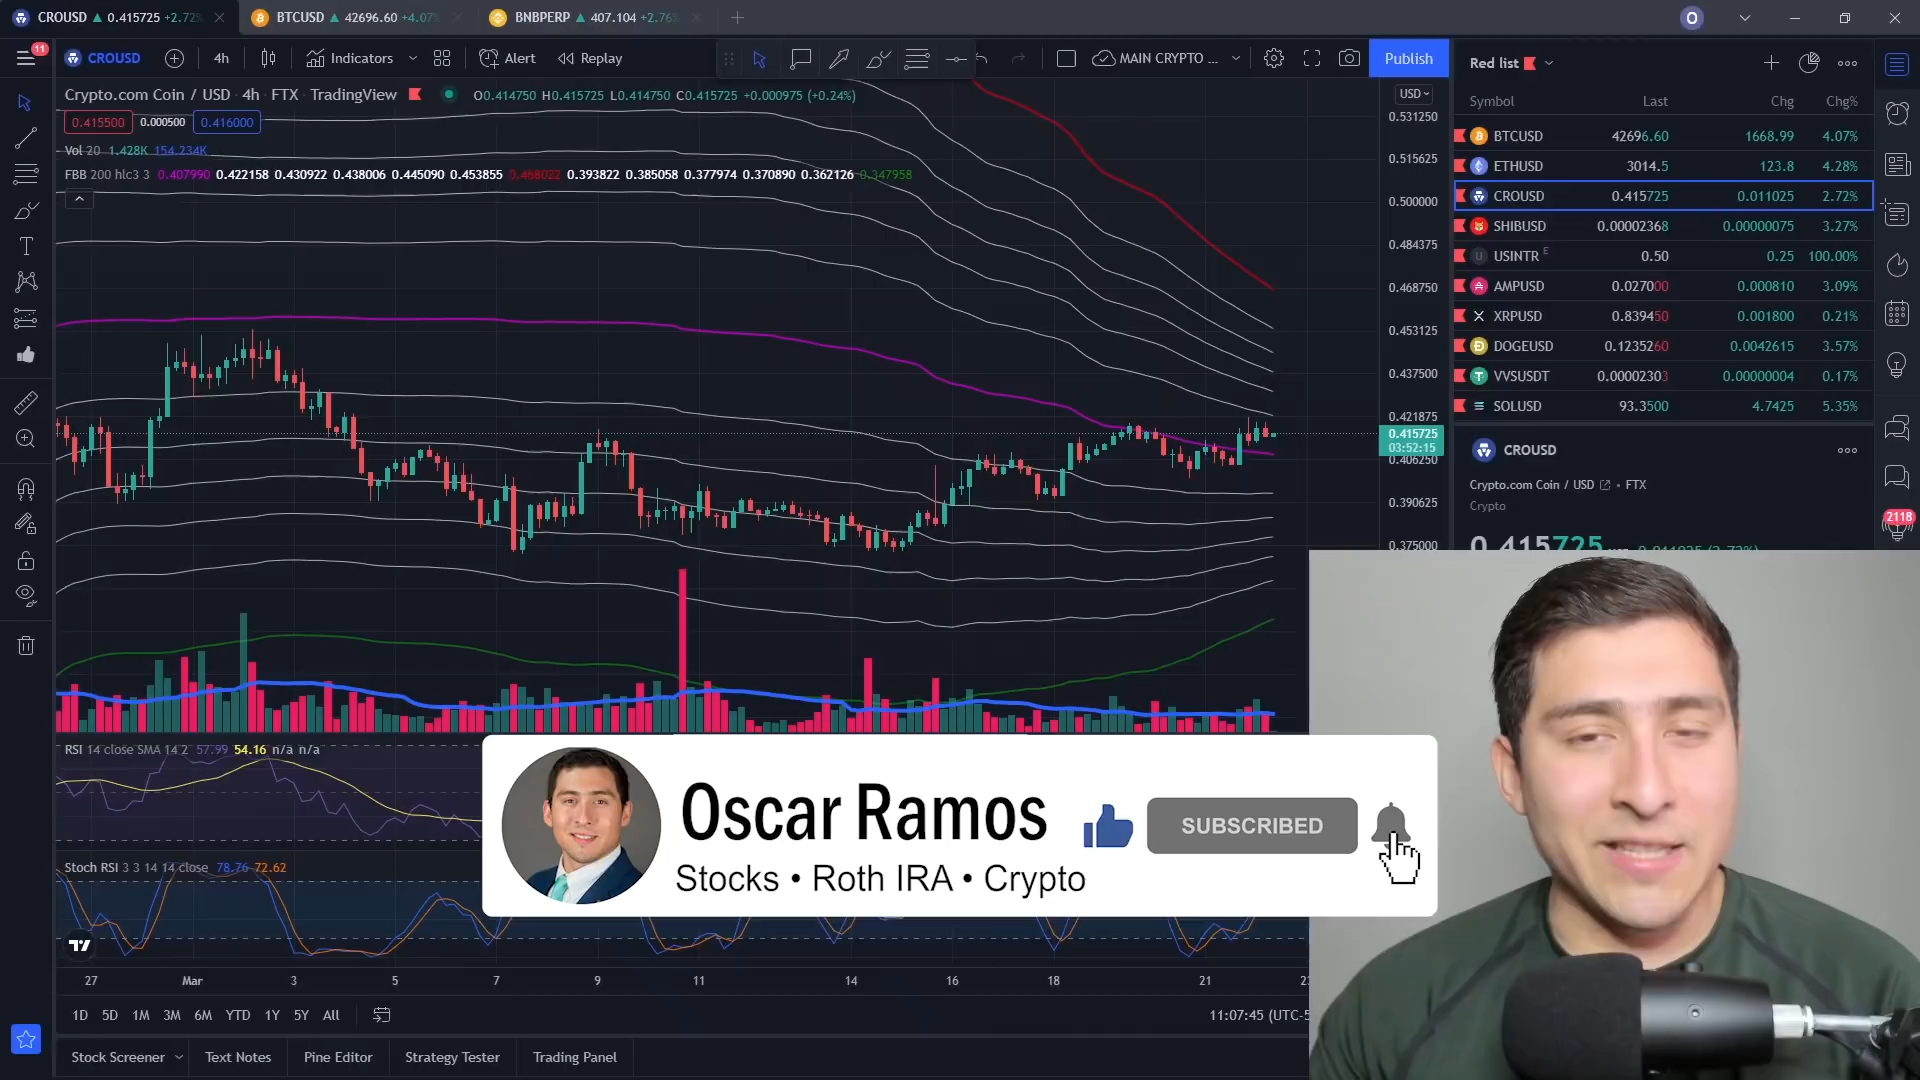 CROUSD ▲ 0.415725 +2.72%
BTCUSD ▲ 42696.60 +4.07%
BNBPERP ▲ 407.104 +2.76%
O
11
CROUSD
4h
Indicators
Alert
Replay
MAIN CRYPTO ...
Publish
Crypto.com Coin / USD · 4h · FTX · TradingView
O0.414750 H0.415725 L0.414750 C0.415725 +0.000975 (+0.24%)
0.415500 0.000500 0.416000
Vol 20 1.428K 154.234K
FBB 200 hlc3 3 0.407990 0.422158 0.430922 0.438006 0.445090 0.453855 0.468022 0.393822 0.385058 0.377974 0.370890 0.362126 0.347958
USD
0.531250
0.515625
0.500000
0.484375
0.468750
0.453125
0.437500
0.421875
0.415725
03:52:15
0.406250
0.390625
0.375000
Red list
Symbol Last Chg Chg%
BTCUSD 42696.60 1668.99 4.07%
ETHUSD 3014.5 123.8 4.28%
CROUSD 0.415725 0.011025 2.72%
SHIBUSD 0.00002368 0.00000075 3.27%
USINTR E 0.50 0.25 100.00%
AMPUSD 0.027000 0.000810 3.09%
XRPUSD 0.839450 0.001800 0.21%
DOGEUSD 0.1235260 0.0042615 3.57%
VVSUSDT 0.00002303 0.00000004 0.17%
SOLUSD 93.3500 4.7425 5.35%
CROUSD
Crypto.com Coin / USD · FTX
Crypto
0.415725
2118
RSI 14 close SMA 14 2 57.99 54.16 n/a n/a
Stoch RSI 3 3 14 14 close 78.76 72.62
Oscar Ramos
Stocks • Roth IRA • Crypto
SUBSCRIBED
27 Mar 3 5 7 9 11 14 16 18 21
1D 5D 1M 3M 6M YTD 1Y 5Y All
11:07:45 (UTC-5
Stock Screener
Text Notes
Pine Editor
Strategy Tester
Trading Panel